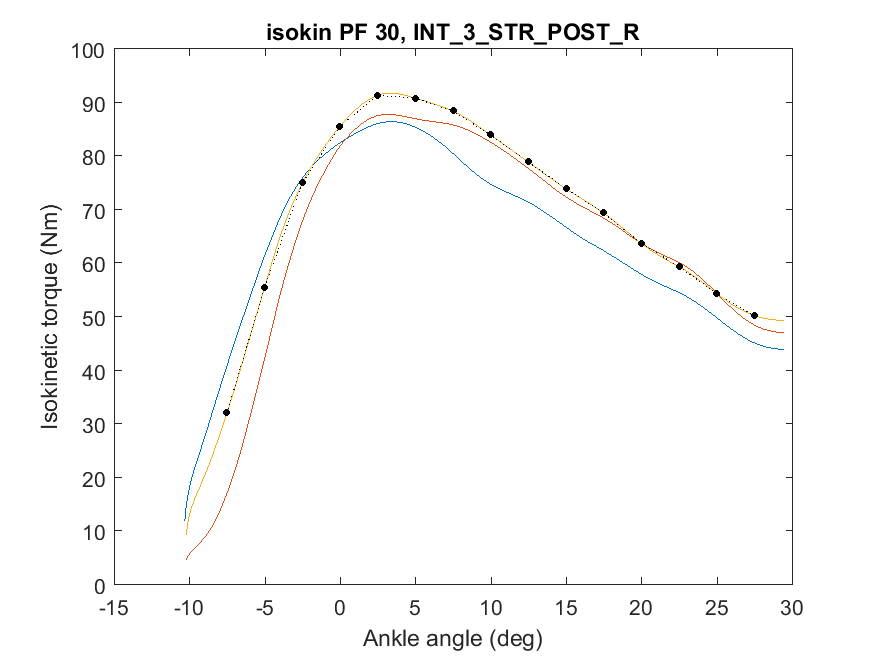 isokin PF 30, INT_3_STR_POST_R
100
90
80
70
60
50
40
30
20
10
0
Isokinetic torque (Nm)
-15 -10 -5 0 5 10 15 20 25 30
Ankle angle (deg)